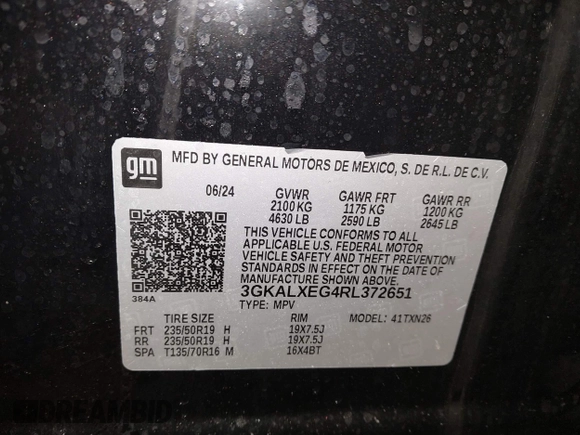 gm
MFD BY GENERAL MOTORS DE MEXICO, S. DE R.L. DE C.V.
06/24 GVWR GAWR FRT GAWR RR
2100 KG 1175 KG 1200 KG
4630 LB 2590 LB 2645 LB
THIS VEHICLE CONFORMS TO ALL
APPLICABLE U.S. FEDERAL MOTOR
VEHICLE SAFETY AND THEFT PREVENTION
STANDARDS IN EFFECT ON THE DATE OF
MANUFACTURE SHOWN ABOVE.
3GKALXEG4RL372651
384A TYPE: MPV MODEL: 41TXN26
TIRE SIZE RIM
FRT 235/50R19 H 19X7.5J
RR 235/50R19 H 19X7.5J
SPA T135/70R16 M 16X4BT
DREAMBID